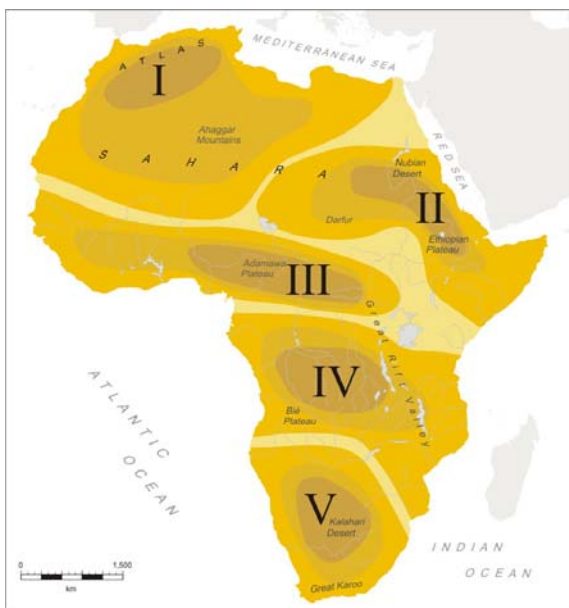 MEDITERRANEAN SEA
ATLAS
I
Ahaggar
Mountains
SAHARA
RED SEA
Nubian
Desert
II
Darfur
Ethiopian
Plateau
Adamawa
Plateau
III
Great Rift Valley
IV
Bié
Plateau
ATLANTIC
OCEAN
V
Kalahari
Desert
Great Karoo
INDIAN
OCEAN
0 1,500
km